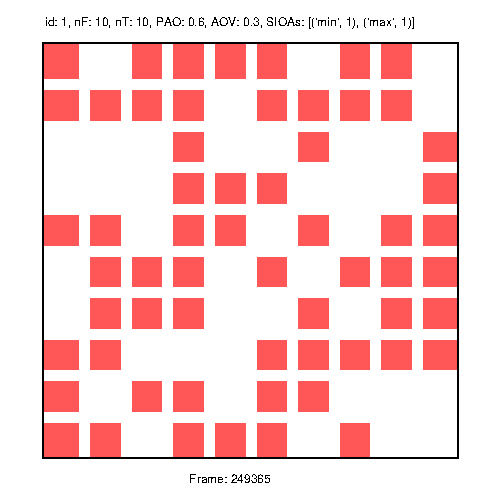 id: 1, nF: 10, nT: 10, PAO: 0.6, AOV: 0.3, SIOAs: [('min', 1), ('max', 1)]
Frame: 249365